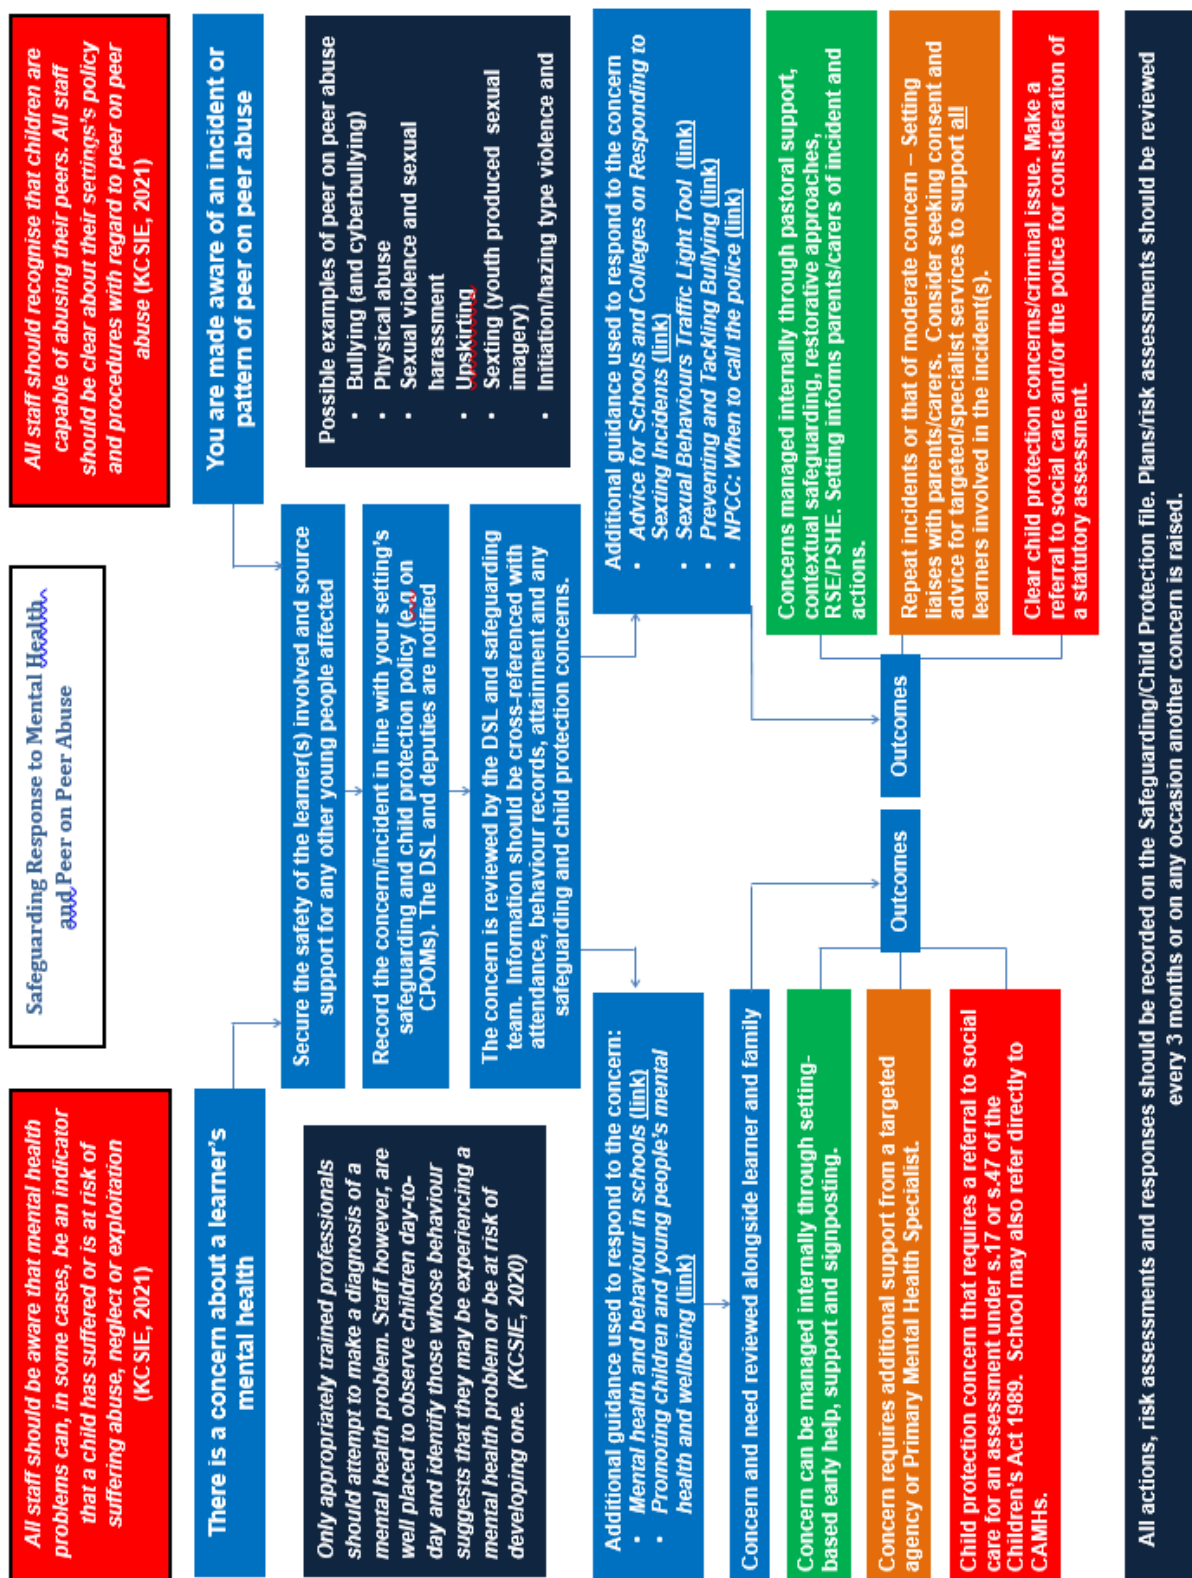 All staff should be aware that mental health
problems can, in some cases, be an indicator
that a child has suffered or is at risk of
suffering abuse, neglect or exploitation
(KCSIE, 2021)
Safeguarding Response to Mental Health
and Peer on Peer Abuse
All staff should recognise that children are
capable of abusing their peers. All staff
should be clear about their settings's policy
and procedures with regard to peer on peer
abuse (KCSIE, 2021)
There is a concern about a learner's
mental health
You are made aware of an incident or
pattern of peer on peer abuse
Only appropriately trained professionals
should attempt to make a diagnosis of a
mental health problem. Staff however, are
well placed to observe children day-to-
day and identify those whose behaviour
suggests that they may be experiencing a
mental health problem or be at risk of
developing one. (KCSIE, 2020)
Secure the safety of the learner(s) involved and source
support for any other young people affected
Record the concern/incident in line with your setting's
safeguarding and child protection policy (e.g on
CPOMs). The DSL and deputies are notified
The concern is reviewed by the DSL and safeguarding
team. Information should be cross-referenced with
attendance, behaviour records, attainment and any
safeguarding and child protection concerns.
Possible examples of peer on peer abuse
• Bullying (and cyberbullying)
• Physical abuse
• Sexual violence and sexual
harassment
• Upskirting
• Sexting (youth produced sexual
imagery)
• Initiation/hazing type violence and
Additional guidance used to respond to the concern:
• Mental health and behaviour in schools (link)
• Promoting children and young people's mental
health and wellbeing (link)
Additional guidance used to respond to the concern
• Advice for Schools and Colleges on Responding to
Sexting Incidents (link)
• Sexual Behaviours Traffic Light Tool (link)
• Preventing and Tackling Bullying (link)
• NPCC: When to call the police (link)
Concern and need reviewed alongside learner and family
Concern can be managed internally through setting-
based early help, support and signposting.
Concern requires additional support from a targeted
agency or Primary Mental Health Specialist.
Child protection concern that requires a referral to social
care for an assessment under s.17 or s.47 of the
Children's Act 1989. School may also refer directly to
CAMHs.
Outcomes
Outcomes
Concerns managed internally through pastoral support,
contextual safeguarding, restorative approaches,
RSE/PSHE. Setting informs parents/carers of incident and
actions.
Repeat incidents or that of moderate concern – Setting
liaises with parents/carers. Consider seeking consent and
advice for targeted/specialist services to support all
learners involved in the incident(s).
Clear child protection concerns/criminal issue. Make a
referral to social care and/or the police for consideration of
a statutory assessment.
All actions, risk assessments and responses should be recorded on the Safeguarding/Child Protection file. Plans/risk assessments should be reviewed
every 3 months or on any occasion another concern is raised.